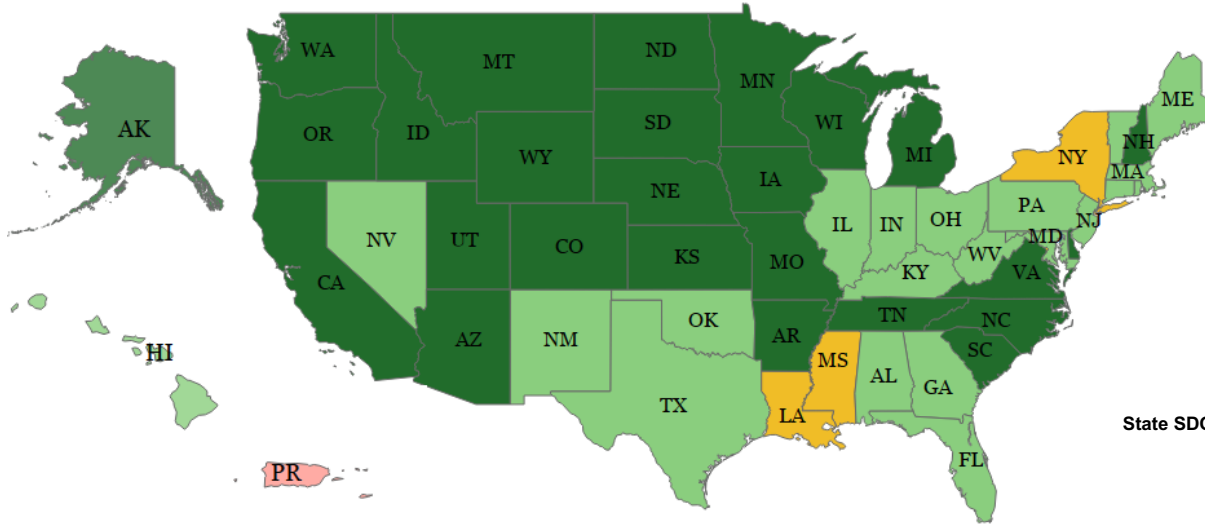 WA
MT
ND
MN
ME
AK
OR
ID
SD
WI
NH
WY
MI
NY
MA
NE
IA
PA
NJ
NV
UT
CO
KS
MO
IL
IN
OH
MD
WV
VA
KY
CA
TN
NC
AZ
NM
OK
AR
SC
HI
MS
AL
GA
TX
LA
State SDO
FL
PR